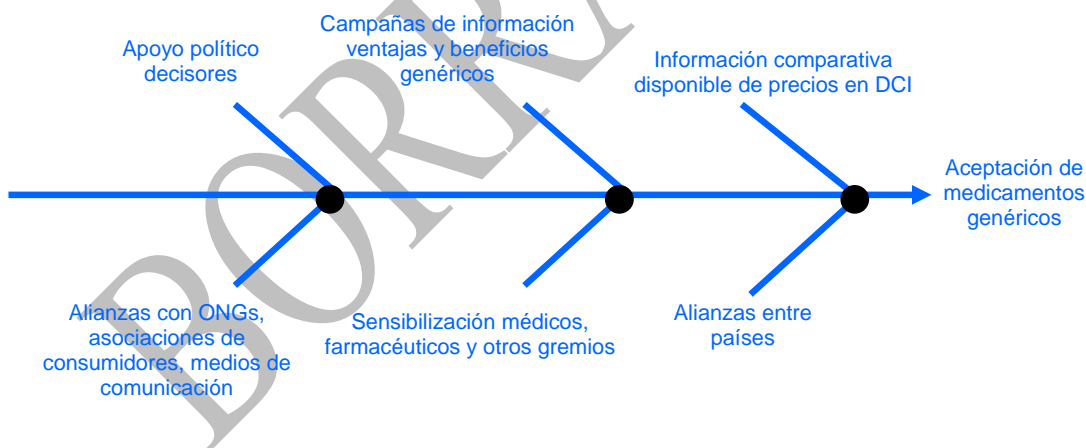 Apoyo político
decisores
Campañas de información
ventajas y beneficios
genéricos
Información comparativa
disponible de precios en DCI
Aceptación de
medicamentos
genéricos
Alianzas con ONGs,
asociaciones de
consumidores, medios de
comunicación
Sensibilización médicos,
farmacéuticos y otros gremios
Alianzas entre
países